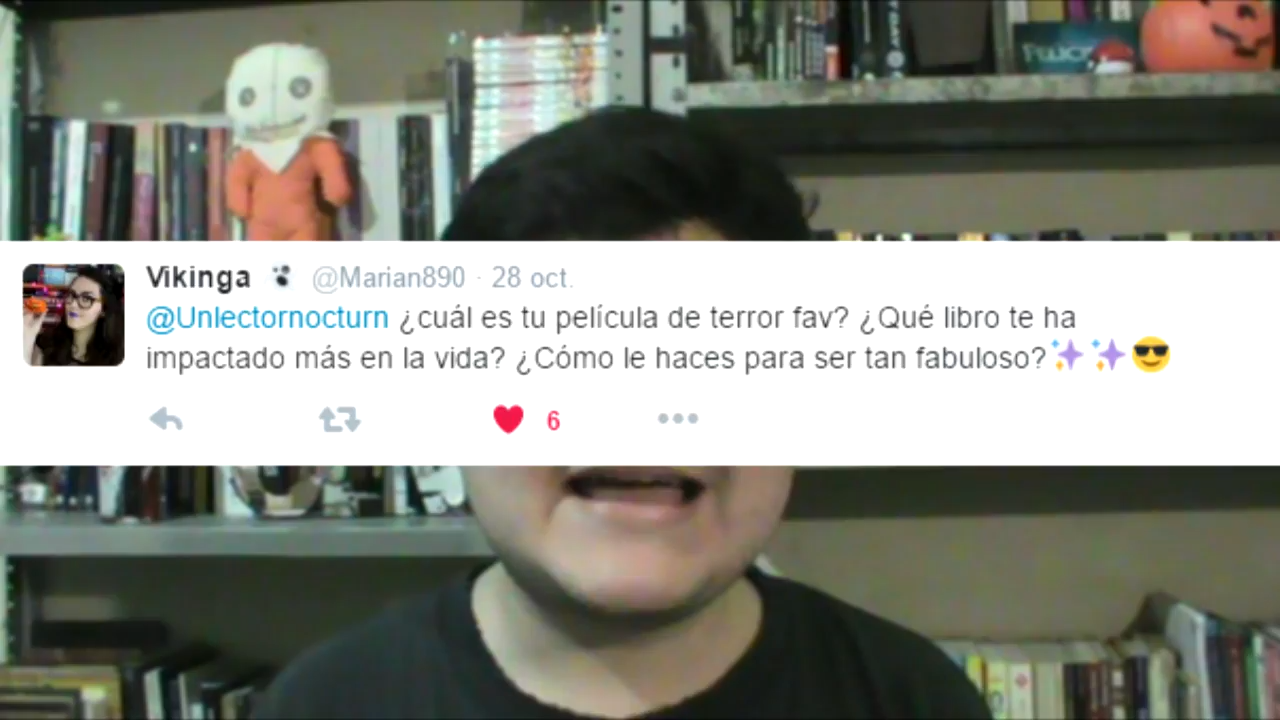 Vikinga @Marian890 · 28 oct.
@Unlectornocturn ¿cuál es tu película de terror fav? ¿Qué libro te ha
impactado más en la vida? ¿Cómo le haces para ser tan fabuloso?✨✨😎
6